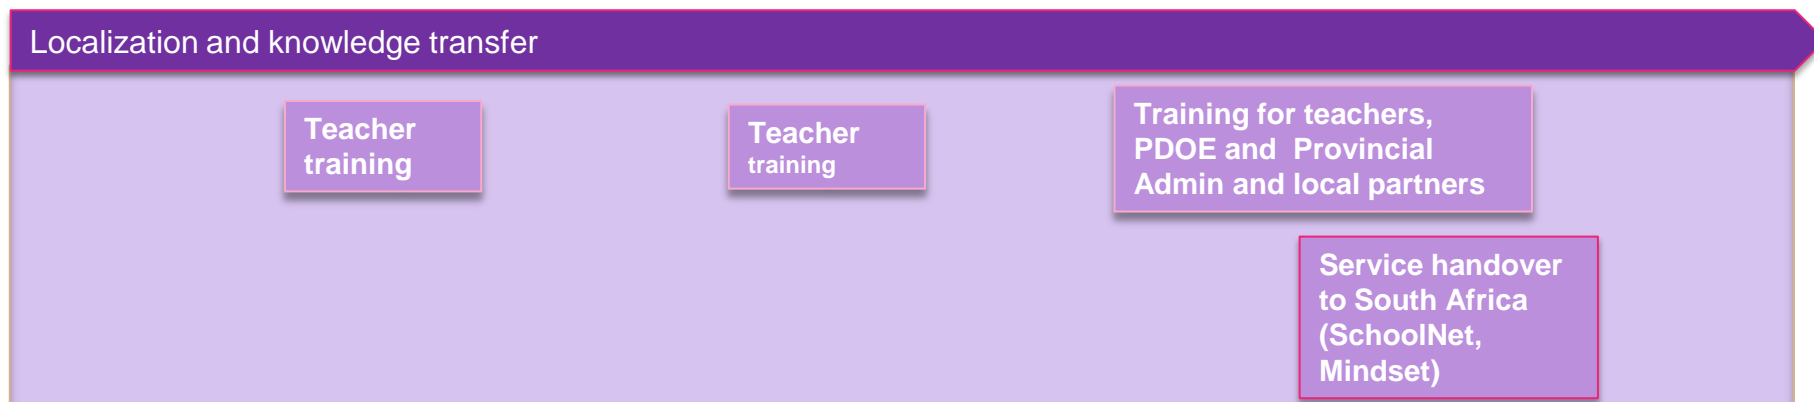 Localization and knowledge transfer
Teacher
training
Teacher
training
Training for teachers,
PDOE and  Provincial
Admin and local partners
Service handover
to South Africa
(SchoolNet,
Mindset)